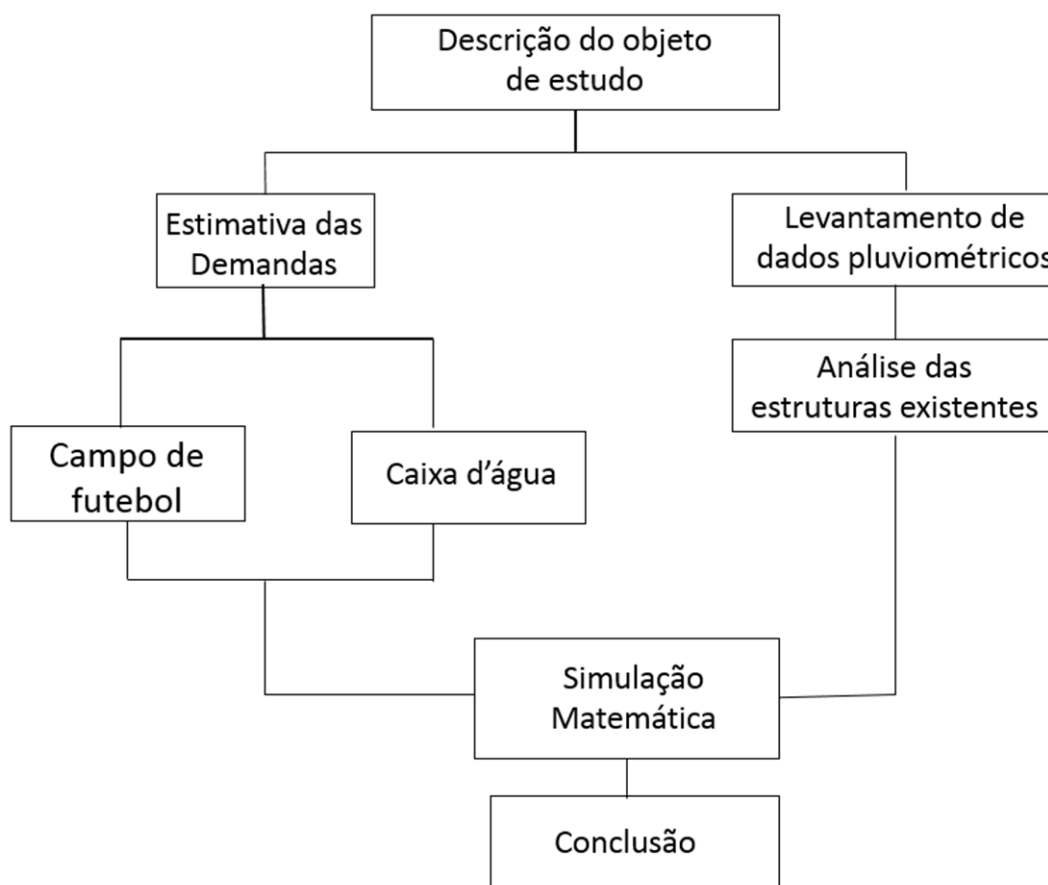 Descrição do objeto
de estudo
Estimativa das
Demandas
Levantamento de
dados pluviométricos
Análise das
estruturas existentes
Campo de
futebol
Caixa d'água
Simulação
Matemática
Conclusão